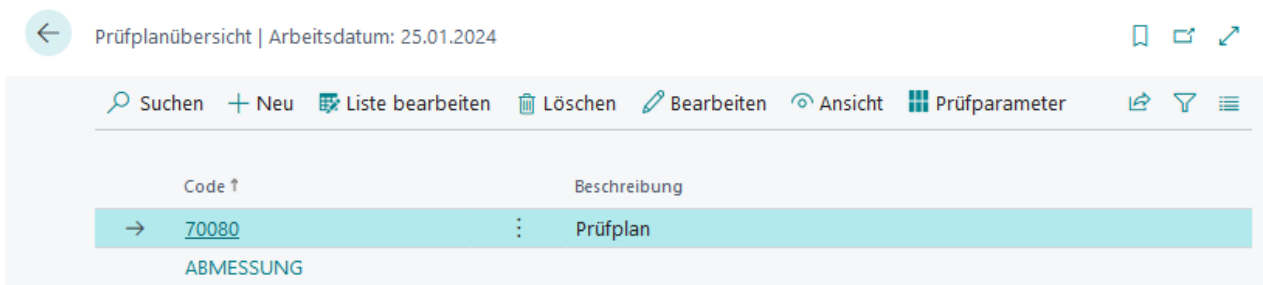 Prüfplanübersicht | Arbeitsdatum: 25.01.2024
Suchen Neu Liste bearbeiten Löschen Bearbeiten Ansicht Prüfparameter
Code ↑ Beschreibung
70080 Prüfplan
ABMESSUNG